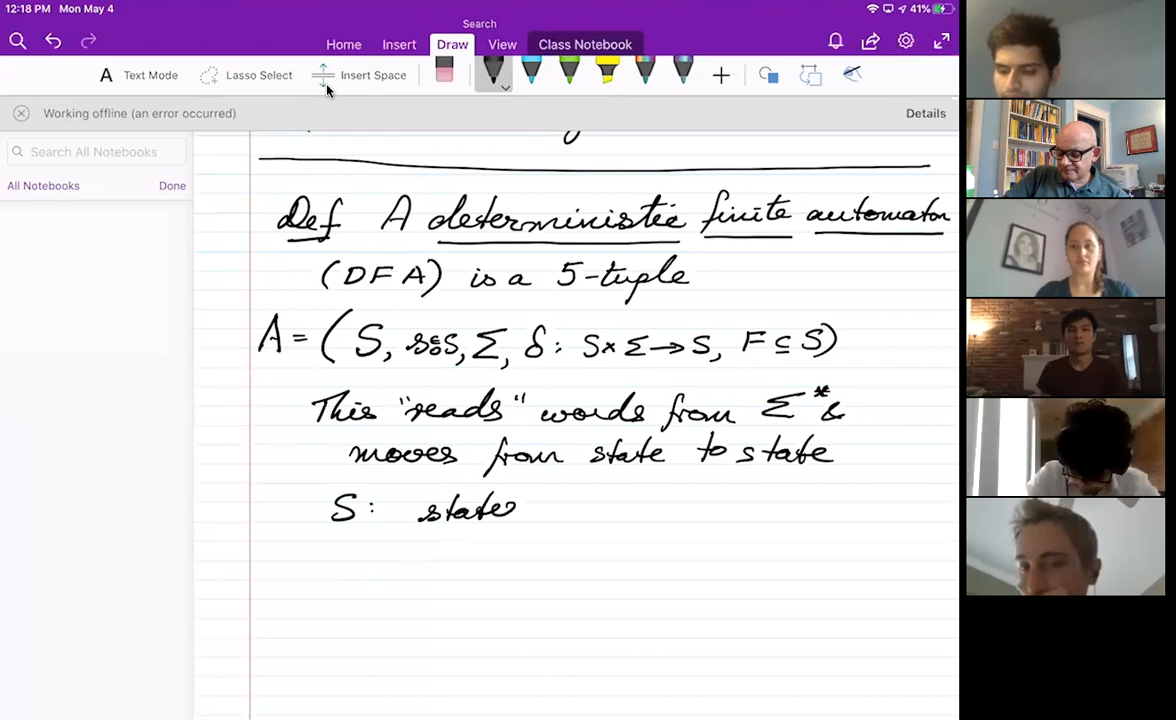 12:18 PM Mon May 4
Search
41%
Home Insert Draw View Class Notebook
Text Mode Lasso Select Insert Space
Working offline (an error occurred) Details
Search All Notebooks
All Notebooks Done
Def A deterministic finite automaton
(DFA) is a 5-tuple
A = (S, s₀∈S, Σ, δ: S×Σ→S, F⊆S)
This "reads" words from Σ* &
moves from state to state
S: states